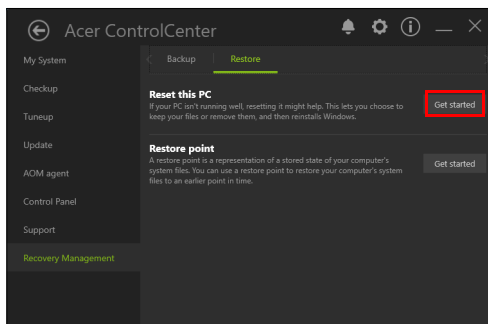 Acer ControlCenter
My System
Checkup
Tuneup
Update
AOM agent
Control Panel
Support
Recovery Management
Backup
Restore
Reset this PC
If your PC isn't running well, resetting it might help. This lets you choose to
keep your files or remove them, and then reinstalls Windows.
Get started
Restore point
A restore point is a representation of a stored state of your computer's
system files. You can use a restore point to restore your computer's system
files to an earlier point in time.
Get started